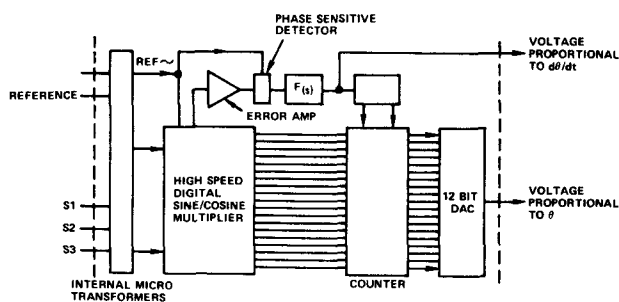 PHASE SENSITIVE
DETECTOR
VOLTAGE
PROPORTIONAL
TO dθ/dt
REF~
F(s)
REFERENCE
ERROR AMP
HIGH SPEED
DIGITAL
SINE/COSINE
MULTIPLIER
12 BIT
DAC
VOLTAGE
PROPORTIONAL
TO θ
S1
S2
S3
INTERNAL MICRO
TRANSFORMERS
COUNTER